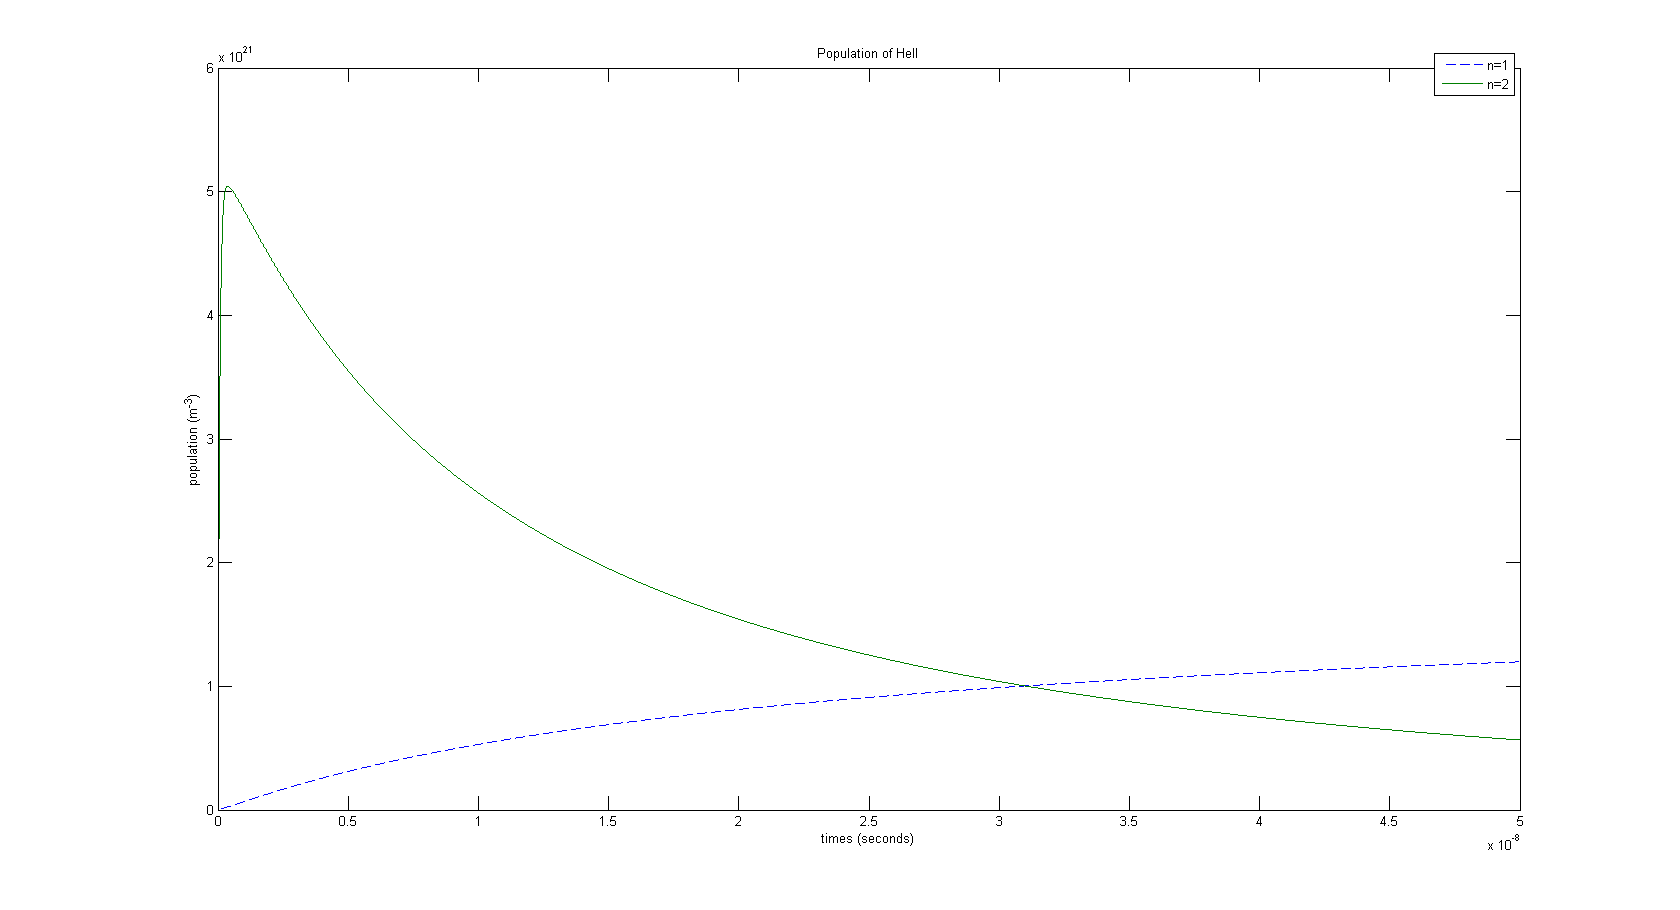 Population of HeII
x 10^21
n=1
n=2
6
5
4
3
2
1
0
population (m^-3)
0
0.5
1
1.5
2
2.5
3
3.5
4
4.5
5
times (seconds)
x 10^-8